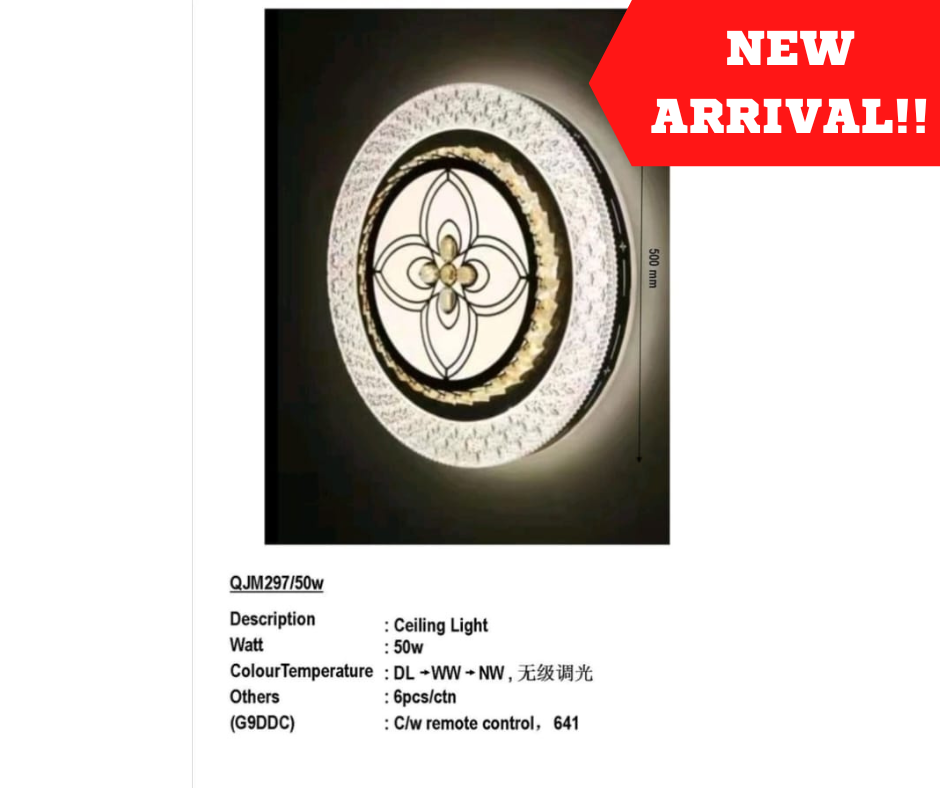 NEW
ARRIVAL!!
500 mm
QJM297/50w
Description : Ceiling Light
Watt : 50w
ColourTemperature : DL →WW →NW , 无级调光
Others : 6pcs/ctn
(G9DDC) : C/w remote control，641